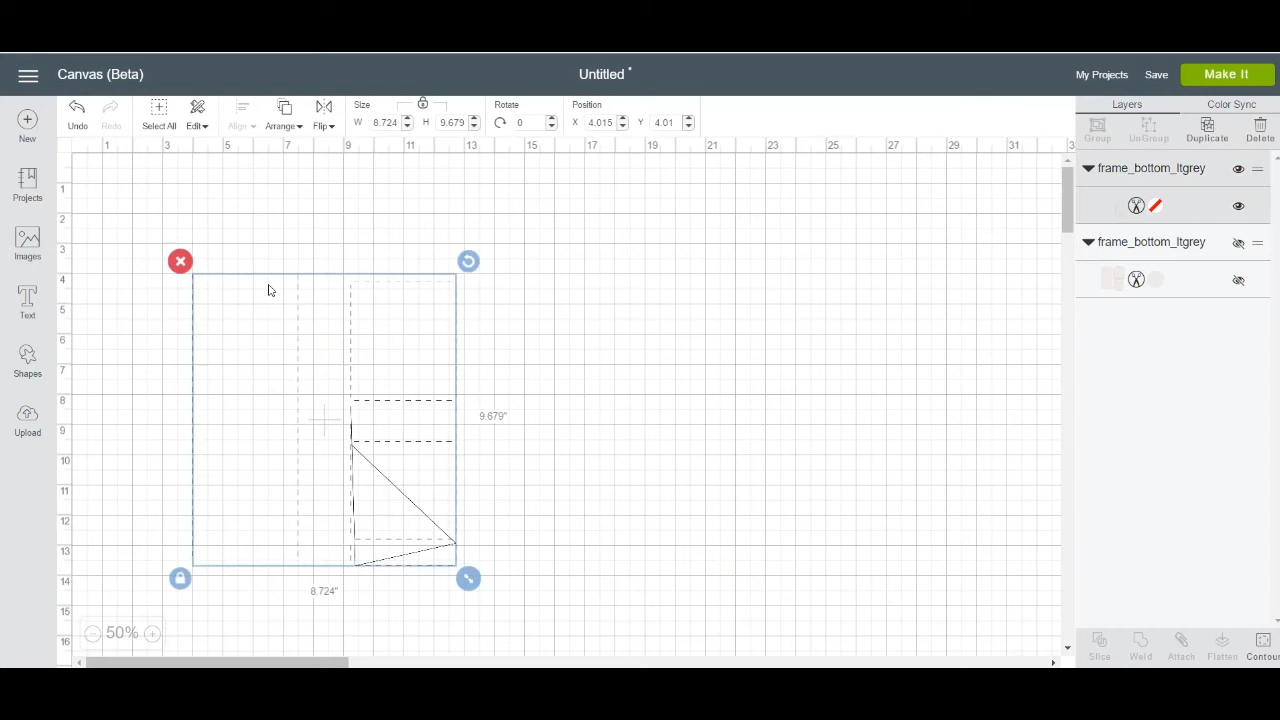 Canvas (Beta)
Untitled *
My Projects
Save
Make It
New
Projects
Images
Text
Shapes
Upload
Undo
Redo
Select All
Edit
Align
Arrange
Flip
Size
W 8.724
H 9.679
Rotate
0
Position
X 4.015
Y 4.01
Layers
Color Sync
Group
UnGroup
Duplicate
Delete
1 3 5 7 9 11 13 15 17 19 21 23 25 27 29 31
1
2
3
4
5
6
7
8
9
10
11
12
13
14
15
16
9.679"
8.724"
50%
frame_bottom_ltgrey
frame_bottom_ltgrey
Slice
Weld
Attach
Flatten
Contour